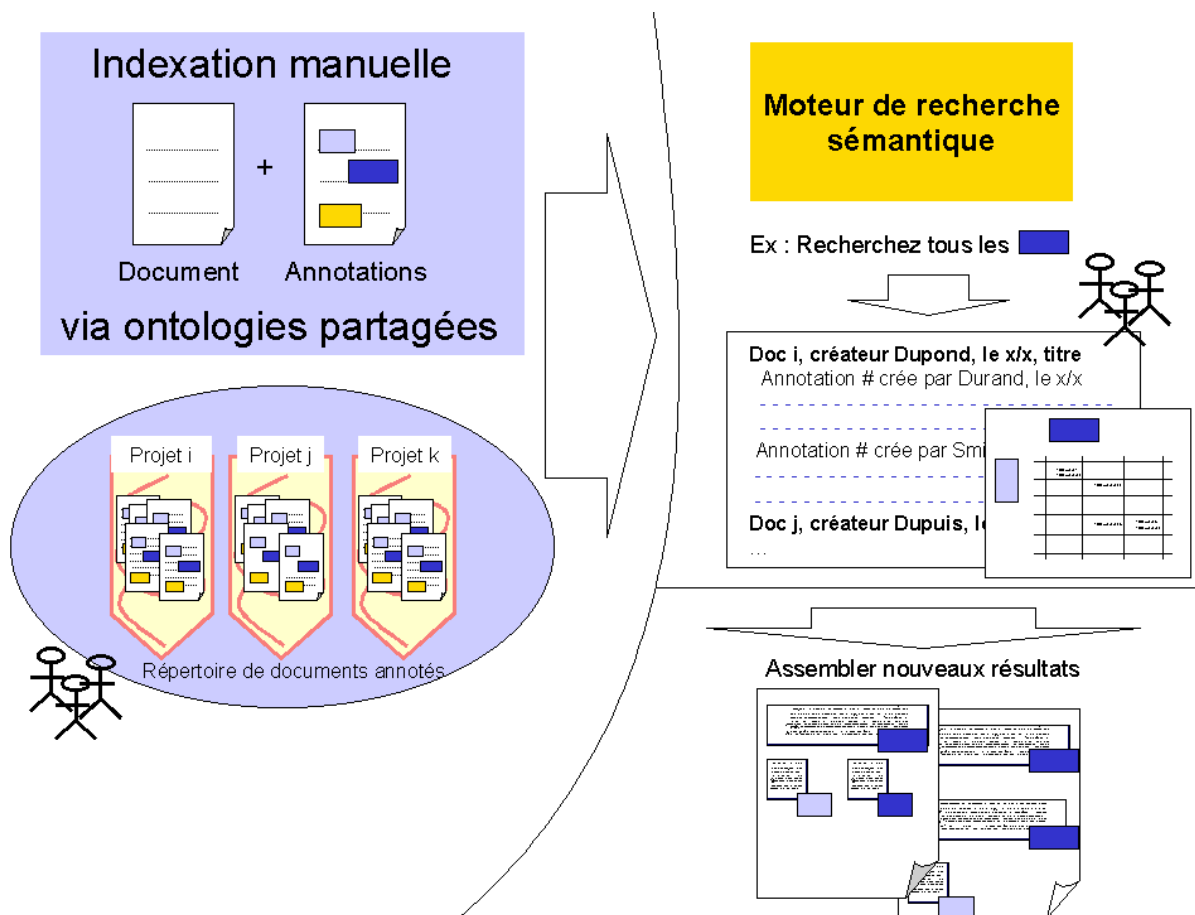 Indexation manuelle
+
Document
Annotations
via ontologies partagées
Projet i
Projet j
Projet k
Répertoire de documents annotés
Moteur de recherche
sémantique
Ex : Recherchez tous les
Doc i, créateur Dupond, le x/x, titre
Annotation # crée par Durand, le x/x
Annotation # crée par Smi
Doc j, créateur Dupuis, le
...
Assembler nouveaux résultats